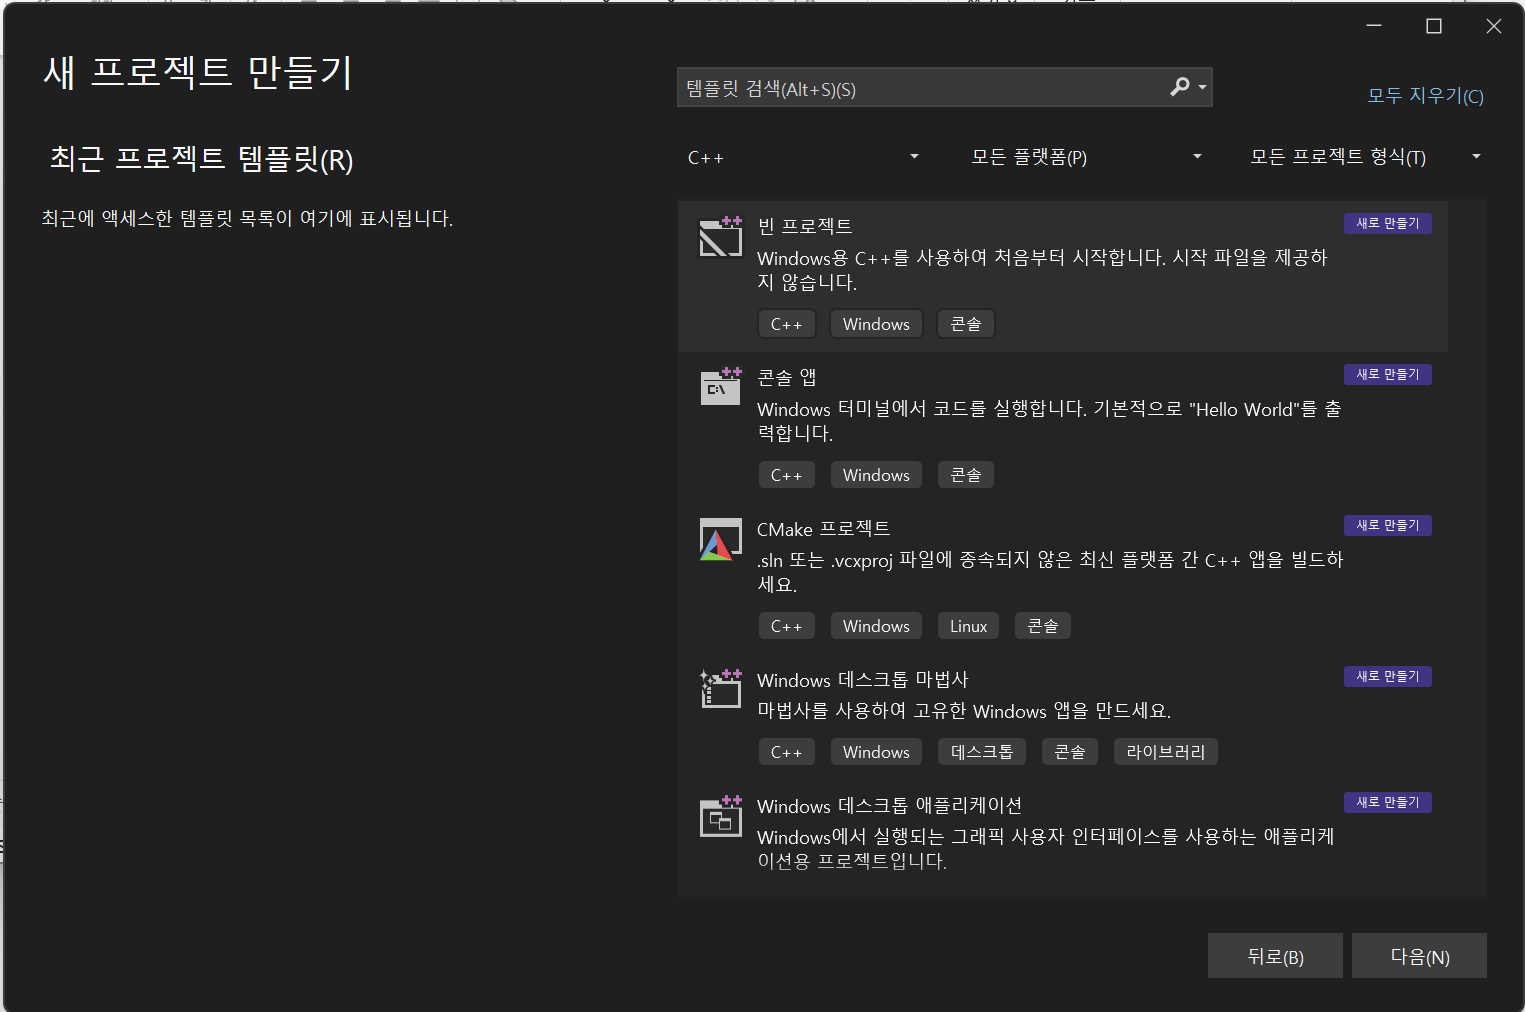 새 프로젝트 만들기
템플릿 검색(Alt+S)(S)
모두 지우기(C)
최근 프로젝트 템플릿(R)
C++
모든 플랫폼(P)
모든 프로젝트 형식(T)
최근에 액세스한 템플릿 목록이 여기에 표시됩니다.
빈 프로젝트
새로 만들기
Windows용 C++를 사용하여 처음부터 시작합니다. 시작 파일을 제공하
지 않습니다.
C++ Windows 콘솔
콘솔 앱
새로 만들기
C:\
Windows 터미널에서 코드를 실행합니다. 기본적으로 "Hello World"를 출
력합니다.
C++ Windows 콘솔
CMake 프로젝트
새로 만들기
.sln 또는 .vcxproj 파일에 종속되지 않은 최신 플랫폼 간 C++ 앱을 빌드하
세요.
C++ Windows Linux 콘솔
Windows 데스크톱 마법사
새로 만들기
마법사를 사용하여 고유한 Windows 앱을 만드세요.
C++ Windows 데스크톱 콘솔 라이브러리
Windows 데스크톱 애플리케이션
새로 만들기
Windows에서 실행되는 그래픽 사용자 인터페이스를 사용하는 애플리케
이션용 프로젝트입니다.
뒤로(B)
다음(N)